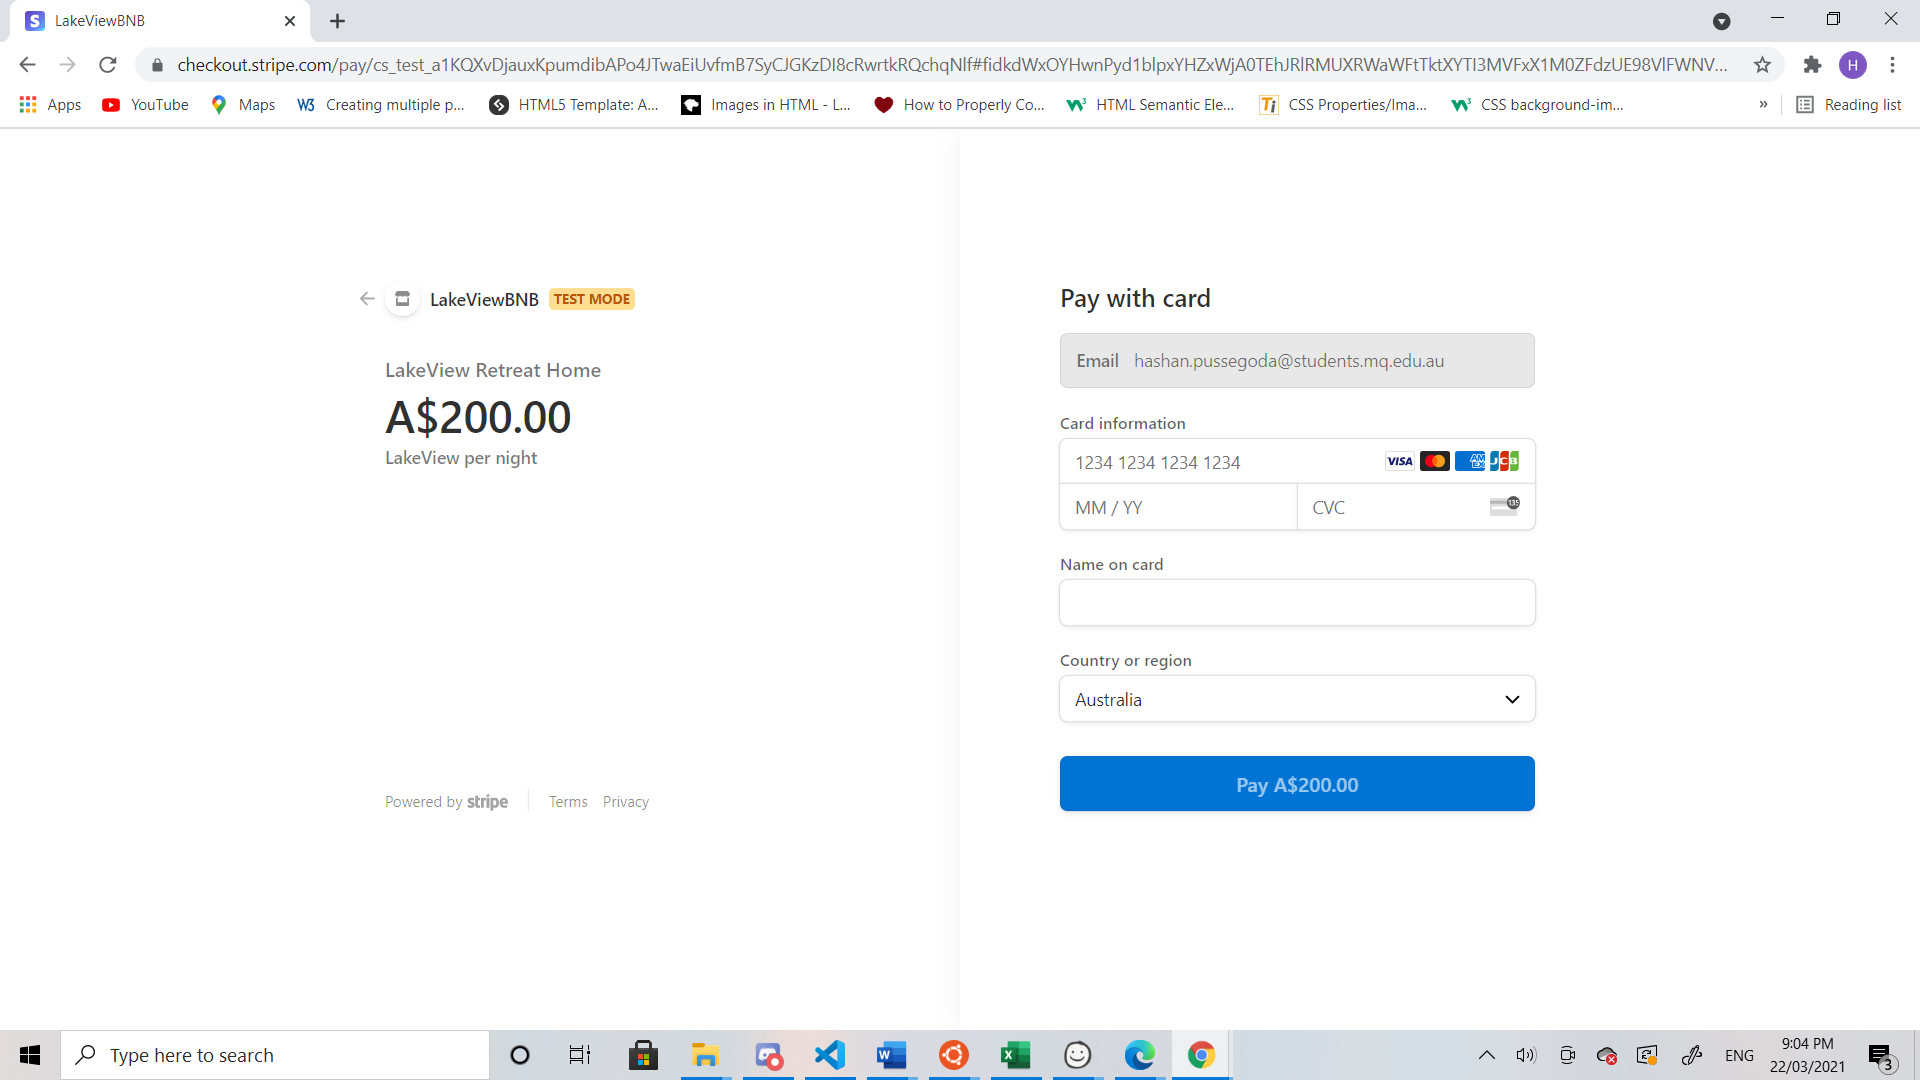 LakeViewBNB
checkout.stripe.com/pay/
Apps YouTube Maps Creating multiple p... HTML5 Template: A... Images in HTML - L... How to Properly Co... HTML Semantic Ele... CSS Properties/Ima... CSS background-im... » Reading list
LakeViewBNB TEST MODE
LakeView Retreat Home
A$200.00
LakeView per night
Powered by stripe Terms Privacy
Pay with card
Email hashan.pussegoda@students.mq.edu.au
Card information
1234 1234 1234 1234 VISA AM EX JCB
MM / YY CVC 135
Name on card
Country or region
Australia
Pay A$200.00
Type here to search ENG 9:04 PM
22/03/2021 3